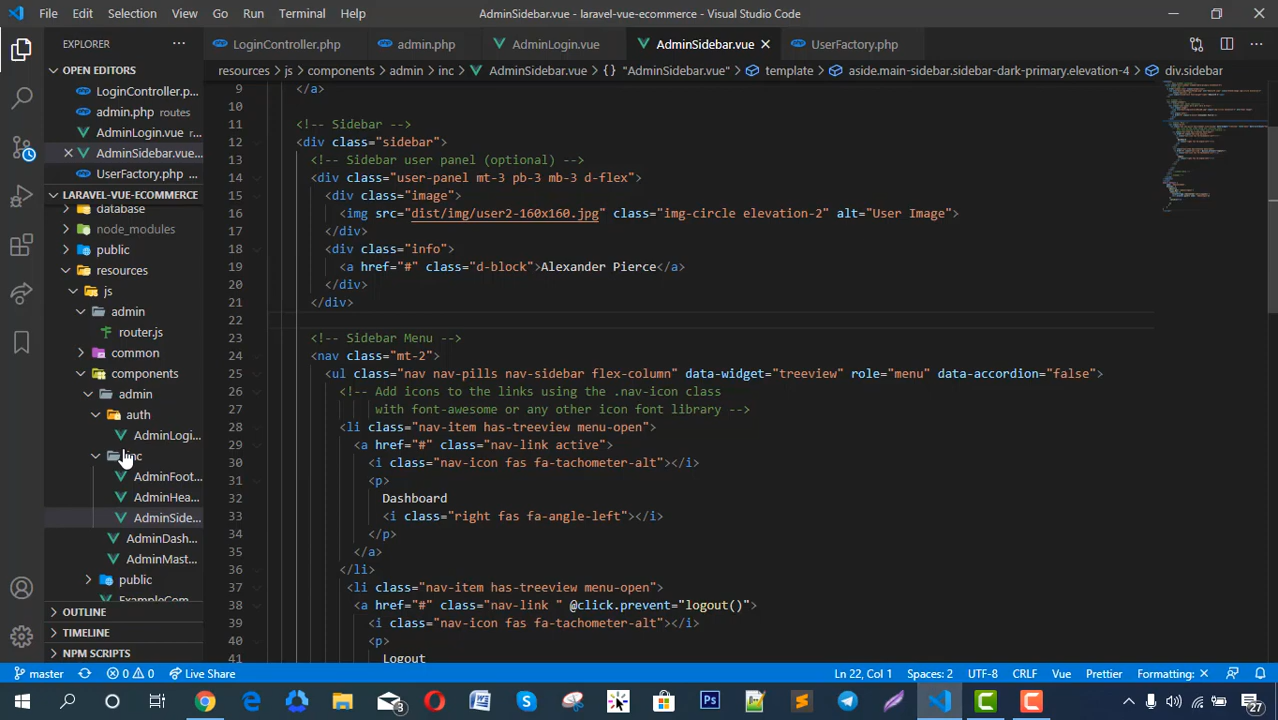 File Edit Selection View Go Run Terminal Help AdminSidebar.vue - laravel-vue-ecommerce - Visual Studio Code
EXPLORER
LoginController.php admin.php AdminLogin.vue AdminSidebar.vue UserFactory.php
OPEN EDITORS
LoginController.p...
admin.php routes
AdminLogin.vue re...
AdminSidebar.vue...
UserFactory.php ...
LARAVEL-VUE-ECOMMERCE
database
node_modules
public
resources
js
admin
router.js
common
components
admin
auth
AdminLogi...
inc
AdminFoot...
AdminHea...
AdminSide...
AdminDash...
AdminMast...
public
ExampleCom
OUTLINE
TIMELINE
NPM SCRIPTS
resources > js > components > admin > inc > AdminSidebar.vue > {} "AdminSidebar.vue" > template > aside.main-sidebar.sidebar-dark-primary.elevation-4 > div.sidebar
9 </a>
10
11 <!-- Sidebar -->
12 <div class="sidebar">
13 <!-- Sidebar user panel (optional) -->
14 <div class="user-panel mt-3 pb-3 mb-3 d-flex">
15 <div class="image">
16 <img src="dist/img/user2-160x160.jpg" class="img-circle elevation-2" alt="User Image">
17 </div>
18 <div class="info">
19 <a href="#" class="d-block">Alexander Pierce</a>
20 </div>
21 </div>
22
23 <!-- Sidebar Menu -->
24 <nav class="mt-2">
25 <ul class="nav nav-pills nav-sidebar flex-column" data-widget="treeview" role="menu" data-accordion="false">
26 <!-- Add icons to the links using the .nav-icon class
27 with font-awesome or any other icon font library -->
28 <li class="nav-item has-treeview menu-open">
29 <a href="#" class="nav-link active">
30 <i class="nav-icon fas fa-tachometer-alt"></i>
31 <p>
32 Dashboard
33 <i class="right fas fa-angle-left"></i>
34 </p>
35 </a>
36 </li>
37 <li class="nav-item has-treeview menu-open">
38 <a href="#" class="nav-link " @click.prevent="logout()">
39 <i class="nav-icon fas fa-tachometer-alt"></i>
40 <p>
41 Logout
master 0 0 Live Share Ln 22, Col 1 Spaces: 2 UTF-8 CRLF Vue Prettier Formatting: ×
3 27